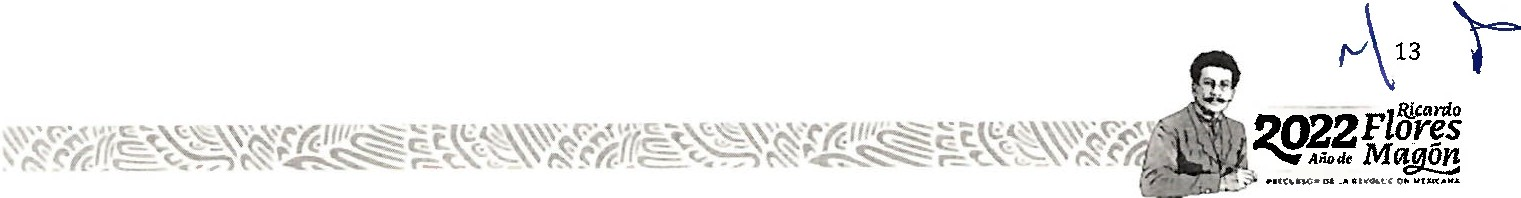 13
Ricardo
2022 Flores
Año de Magón
PRECURSOR DE LA REVOLUCIÓN MEXICANA